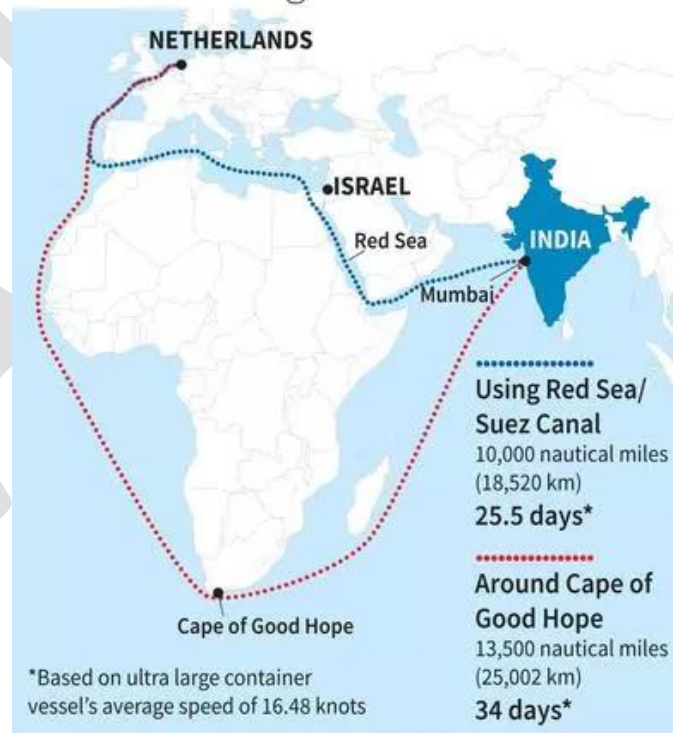 NETHERLANDS
ISRAEL
Red Sea
INDIA
Mumbai
Using Red Sea/
Suez Canal
10,000 nautical miles
(18,520 km)
25.5 days*
Around Cape of
Good Hope
13,500 nautical miles
(25,002 km)
34 days*
Cape of Good Hope
*Based on ultra large container
vessel's average speed of 16.48 knots